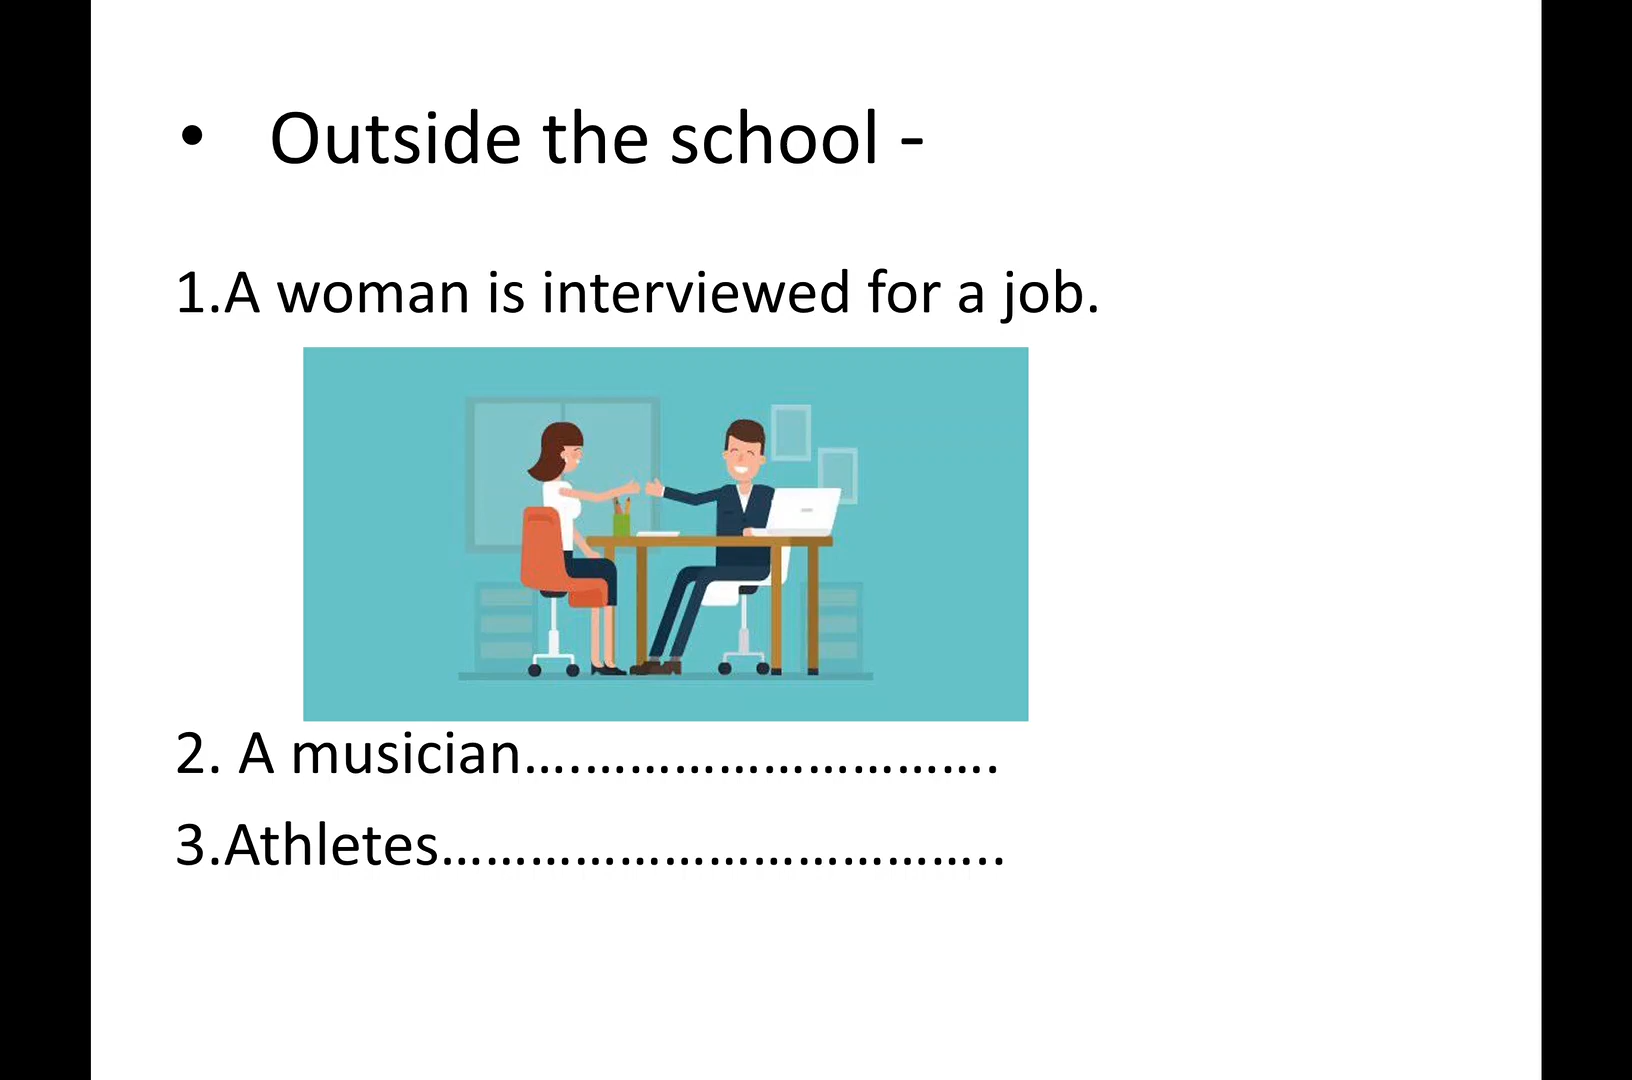 • Outside the school -
1.A woman is interviewed for a job.
2. A musician….……………………….
3.Athletes………………………………..